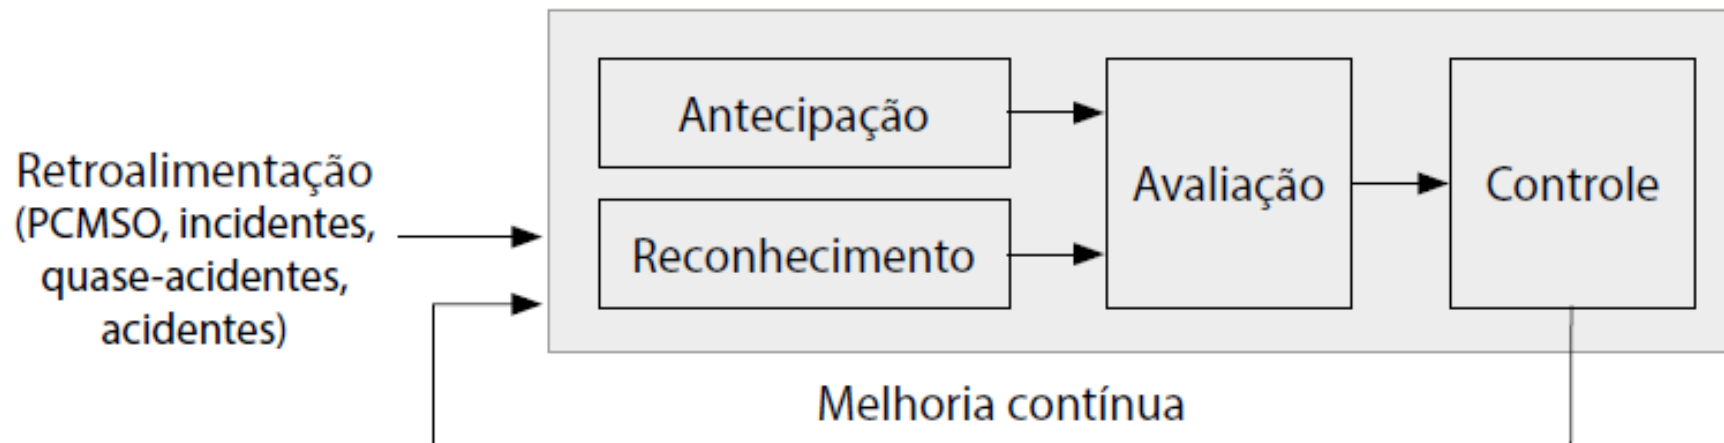 Retroalimentação
(PCMSO, incidentes,
quase-acidentes,
acidentes)
Antecipação
Reconhecimento
Avaliação
Controle
Melhoria contínua